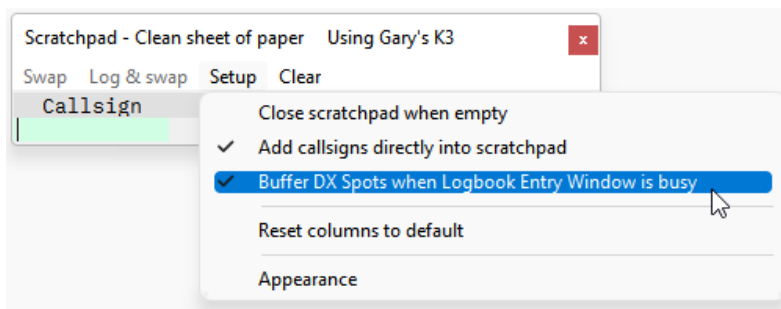 Scratchpad - Clean sheet of paper Using Gary's K3 x
Swap Log & swap Setup Clear
Callsign
Close scratchpad when empty
Add callsigns directly into scratchpad
Buffer DX Spots when Logbook Entry Window is busy
Reset columns to default
Appearance